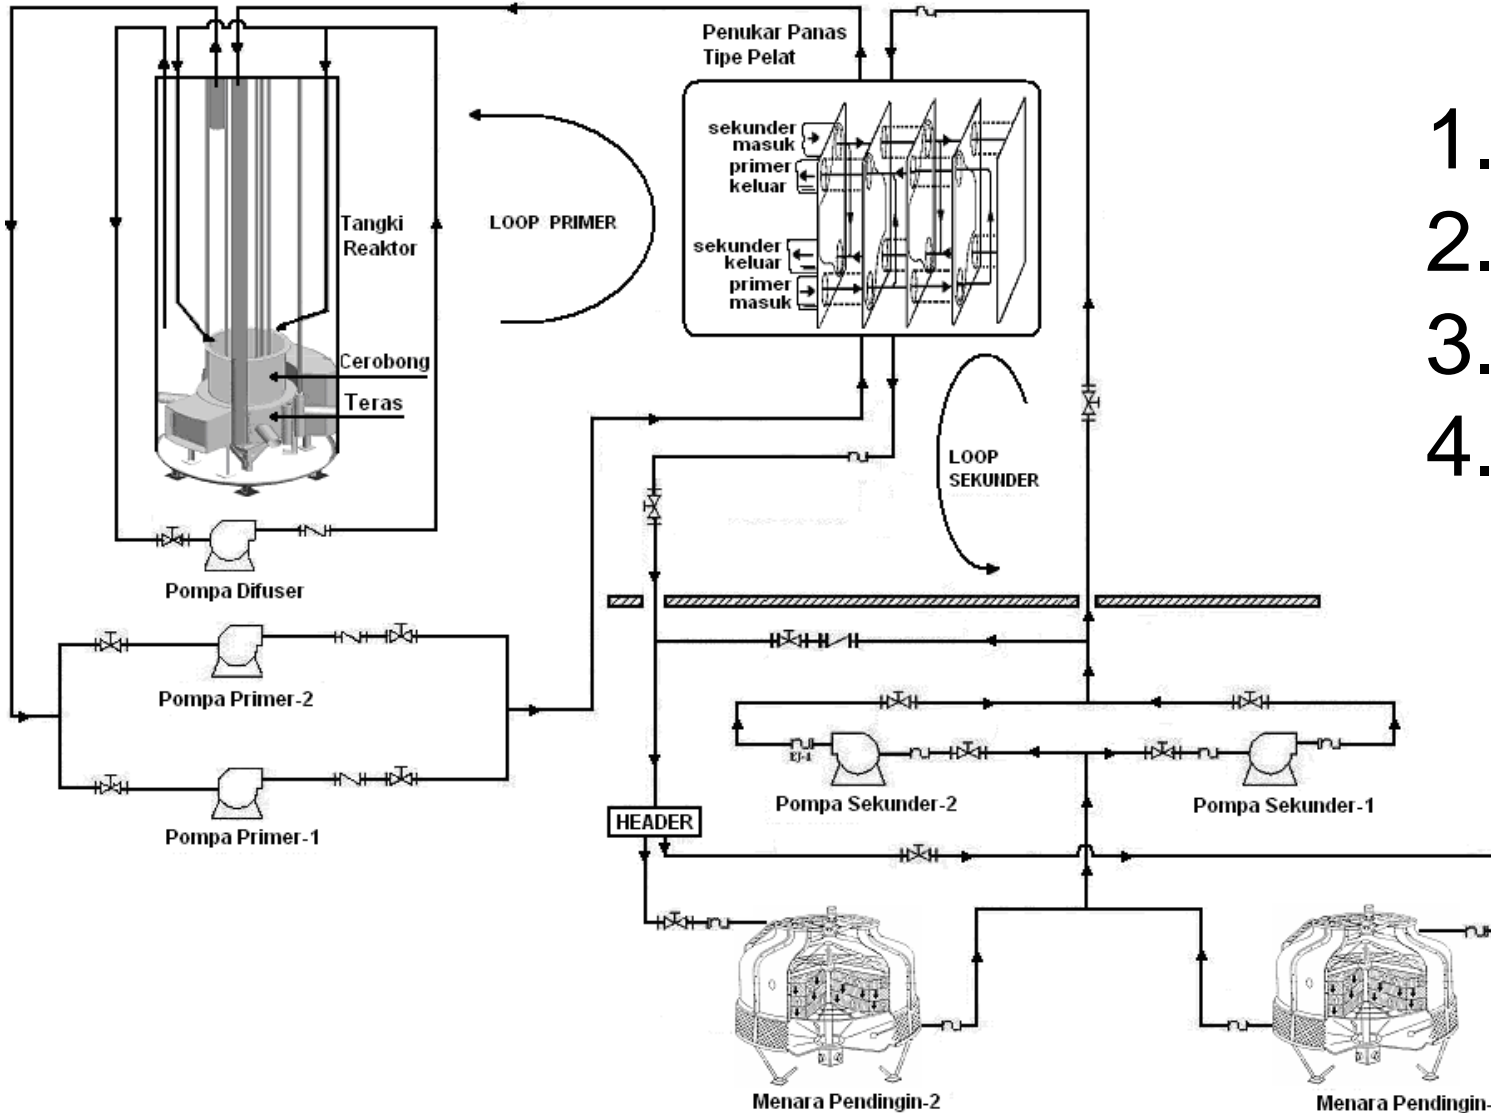 Penukar Panas
Tipe Pelat
sekunder
masuk
primer
keluar
sekunder
keluar
primer
masuk
Tangki
Reaktor
LOOP PRIMER
Cerobong
Teras
LOOP
SEKUNDER
Pompa Difuser
Pompa Primer-2
Pompa Primer-1
Pompa Sekunder-2
Pompa Sekunder-1
HEADER
Menara Pendingin-2
Menara Pendingin-
1.
2.
3.
4.